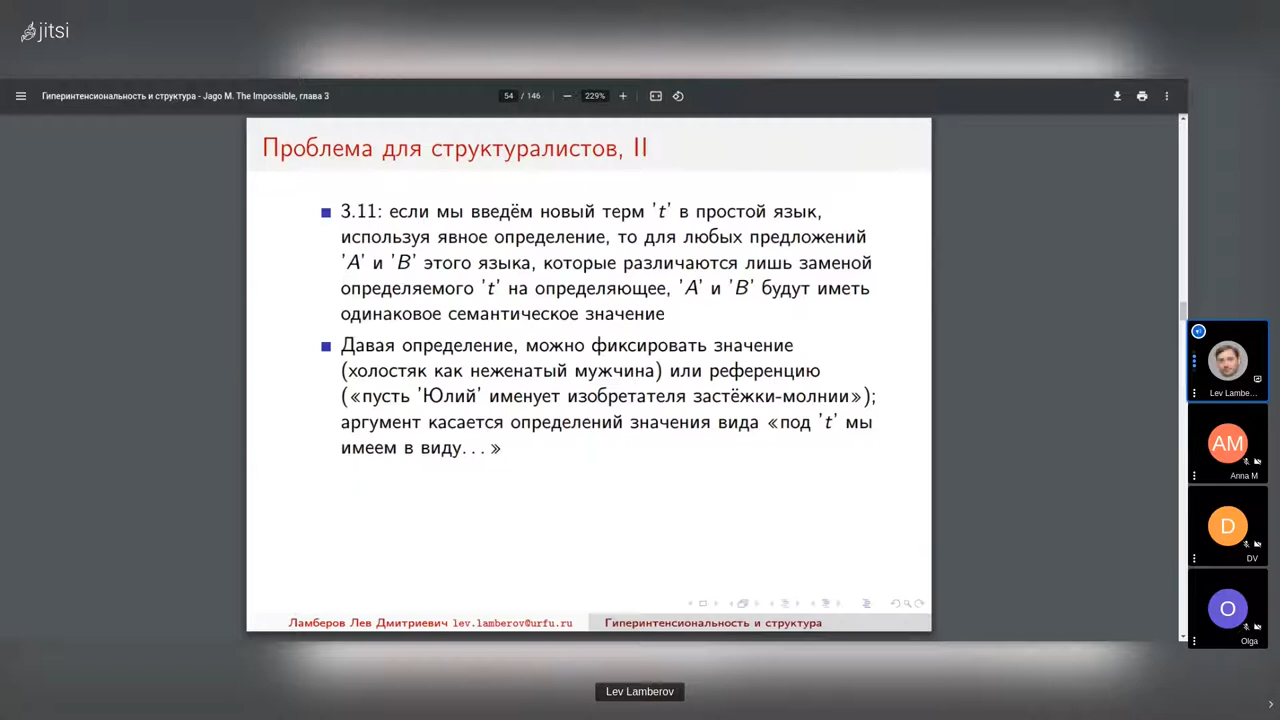 jitsi
Гиперинтенсиональность и структура - Jago M. The Impossible, глава 3
54 / 146
229%
Проблема для структуралистов, II
3.11: если мы введём новый терм 't' в простой язык,
используя явное определение, то для любых предложений
'A' и 'B' этого языка, которые различаются лишь заменой
определяемого 't' на определяющее, 'A' и 'B' будут иметь
одинаковое семантическое значение
Давая определение, можно фиксировать значение
(холостяк как неженатый мужчина) или референцию
(«пусть 'Юлий' именует изобретателя застёжки-молнии»);
аргумент касается определений значения вида «под 't' мы
имеем в виду. . . »
Ламберов Лев Дмитриевич lev.lamberov@urfu.ru
Гиперинтенсиональность и структура
Lev Lambe...
AM
Anna M
D
DV
O
Olga
Lev Lamberov